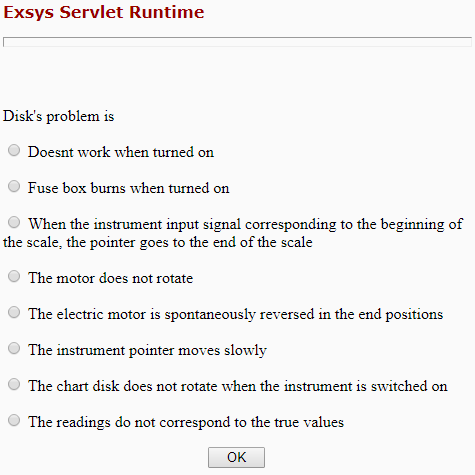 Exsys Servlet Runtime
Disk's problem is
Doesnt work when turned on
Fuse box burns when turned on
When the instrument input signal corresponding to the beginning of
the scale, the pointer goes to the end of the scale
The motor does not rotate
The electric motor is spontaneously reversed in the end positions
The instrument pointer moves slowly
The chart disk does not rotate when the instrument is switched on
The readings do not correspond to the true values
OK